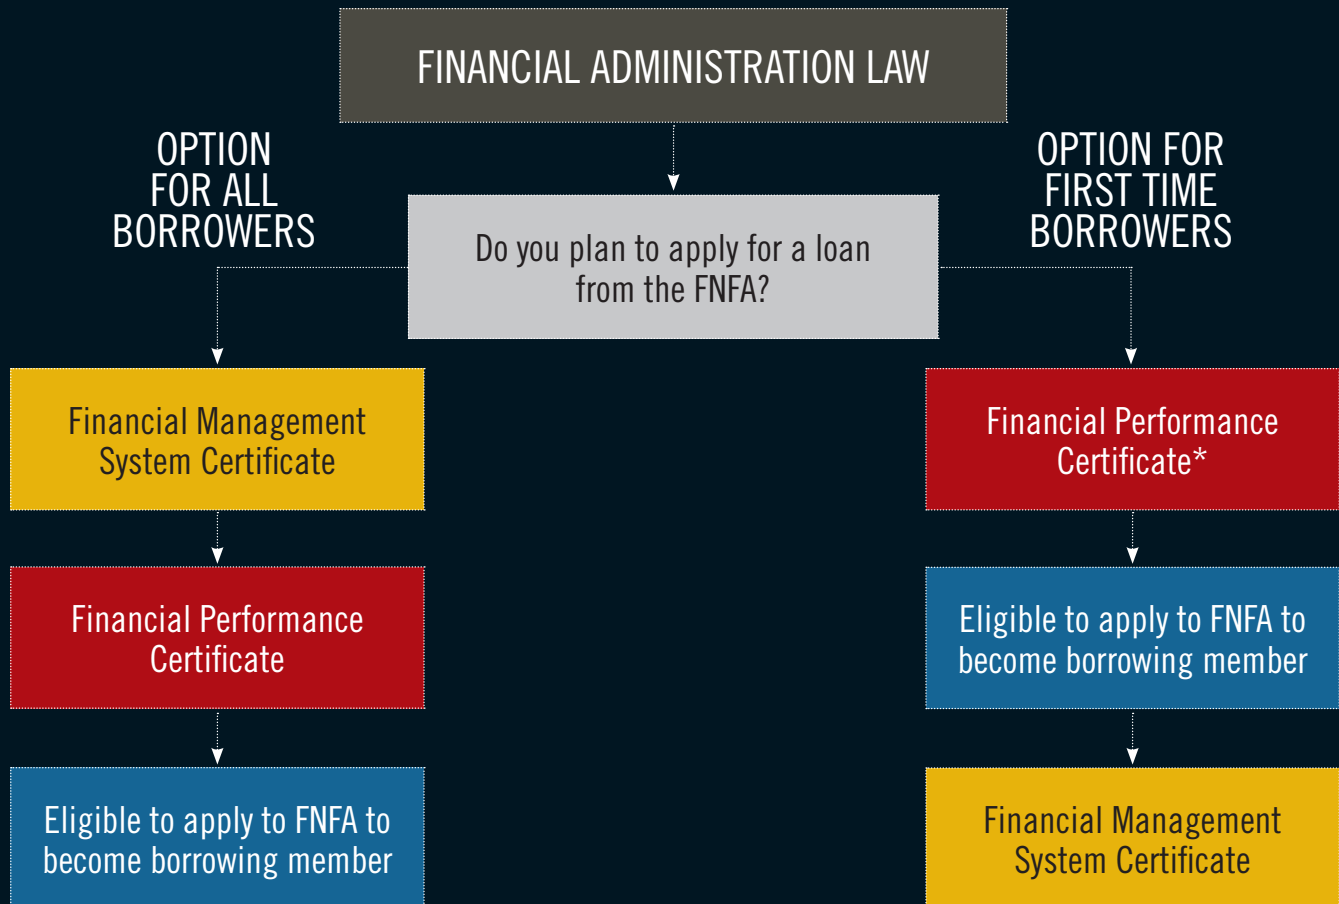 FINANCIAL ADMINISTRATION LAW
OPTION
FOR ALL
BORROWERS
Do you plan to apply for a loan
from the FNFA?
OPTION FOR
FIRST TIME
BORROWERS
Financial Management
System Certificate
Financial Performance
Certificate
Eligible to apply to FNFA to
become borrowing member
Financial Performance
Certificate*
Eligible to apply to FNFA to
become borrowing member
Financial Management
System Certificate